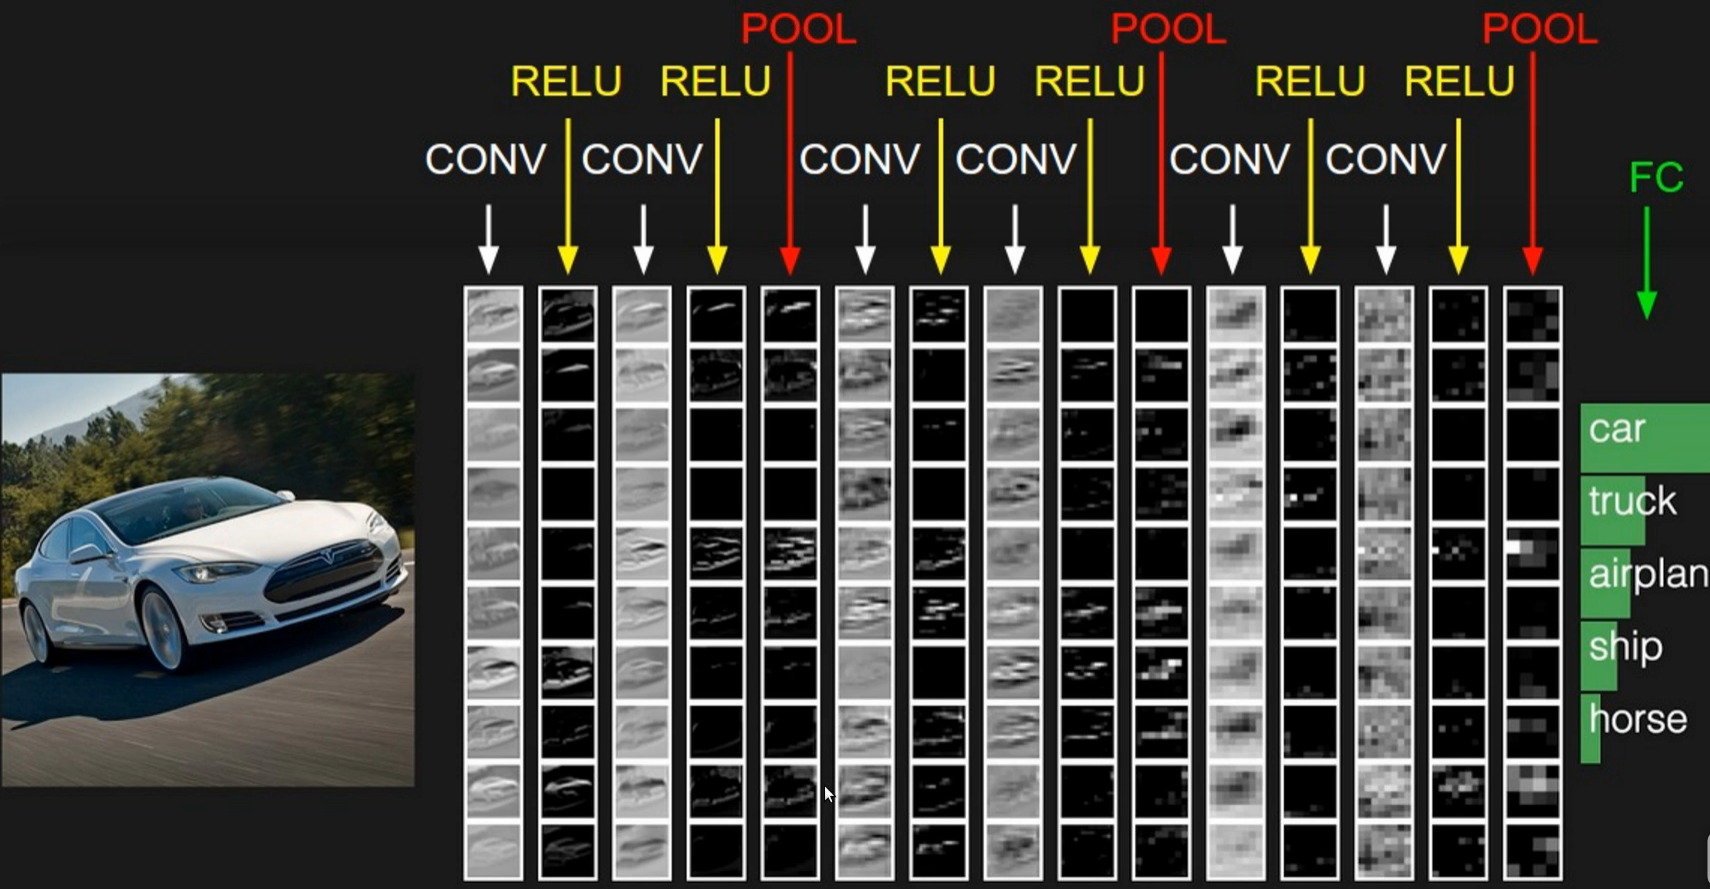 POOL POOL POOL
RELU RELU RELU RELU RELU RELU
CONV CONV CONV CONV CONV CONV
FC
car
truck
airplan
ship
horse